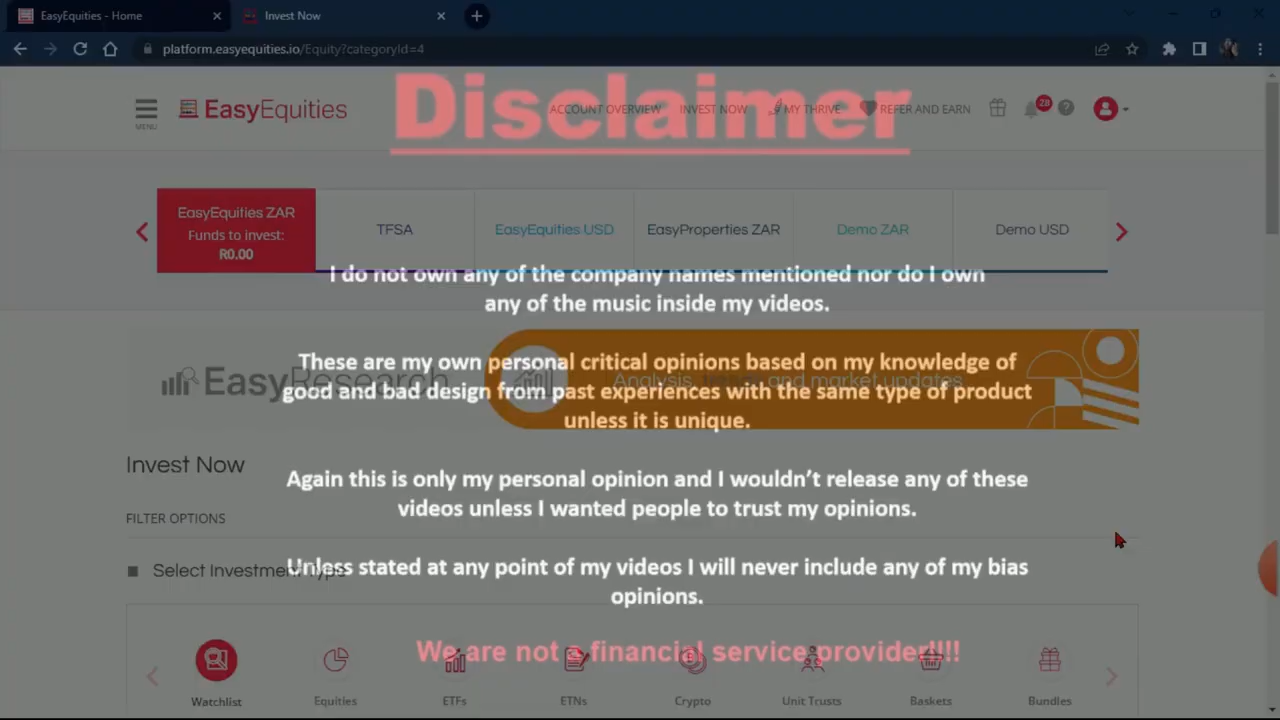 EasyEquities - Home
Invest Now
platform.easyequities.io/Equity?categoryId=4
Disclaimer
MENU
EasyEquities
ACCOUNT OVERVIEW
INVEST NOW
MY THRIVE
REFER AND EARN
28
EasyEquities ZAR
Funds to invest:
R0.00
TFSA
EasyEquities USD
EasyProperties ZAR
Demo ZAR
Demo USD
I do not own any of the company names mentioned nor do I own
any of the music inside my videos.
These are my own personal critical opinions based on my knowledge of
good and bad design from past experiences with the same type of product
unless it is unique.
EasyResearch
Analysis, and market updates
Invest Now
Again this is only my personal opinion and I wouldn't release any of these
videos unless I wanted people to trust my opinions.
FILTER OPTIONS
Select Investment Type
Unless stated at any point of my videos I will never include any of my bias
opinions.
We are not a financial service provider!!!
Watchlist
Equities
ETFs
ETNs
Crypto
Unit Trusts
Baskets
Bundles